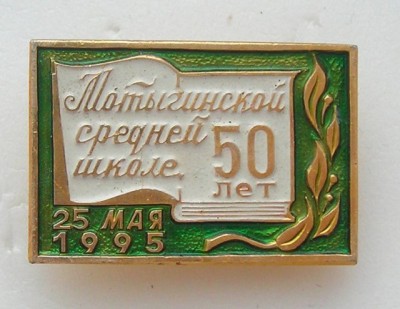 Мотыгинской
средней
школе,
50
лет
25 МАЯ
1995